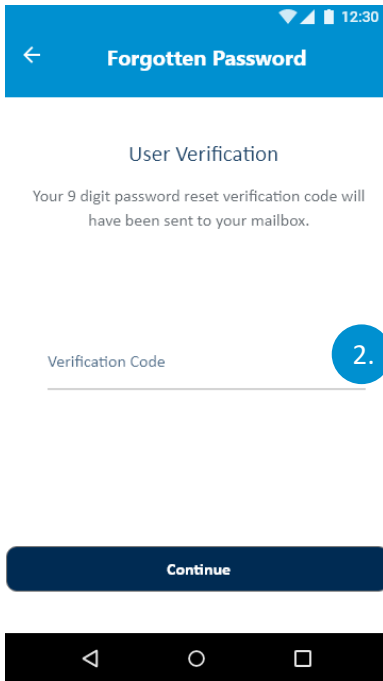 12:30
Forgotten Password
User Verification
Your 9 digit password reset verification code will
have been sent to your mailbox.
Verification Code
2.
Continue